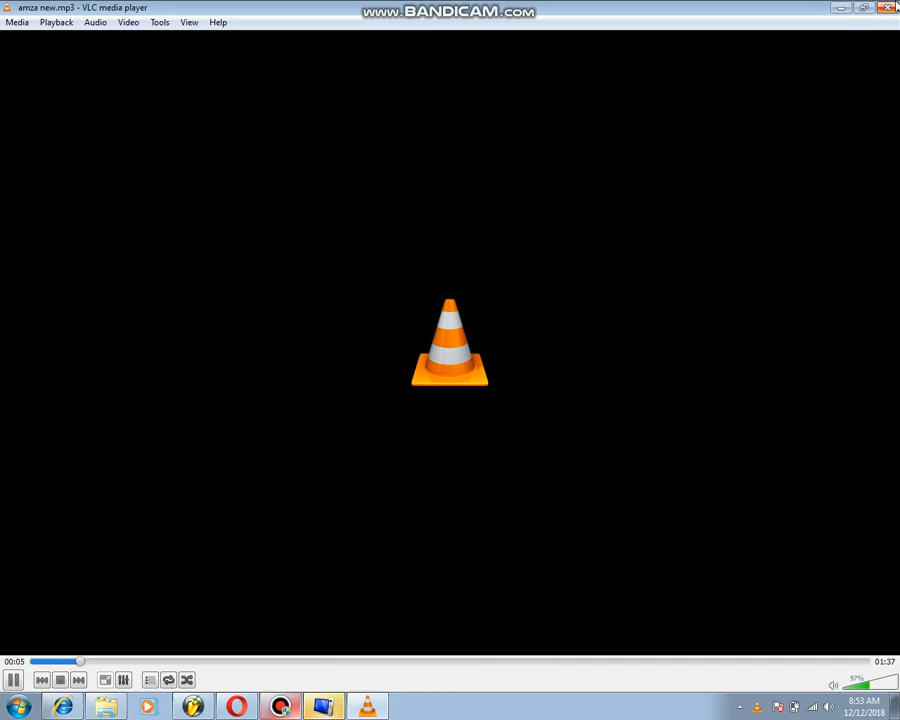 amza new.mp3 - VLC media player
www.BANDICAM.com
Media Playback Audio Video Tools View Help
00:05
01:37
97%
8:53 AM
12/12/2018